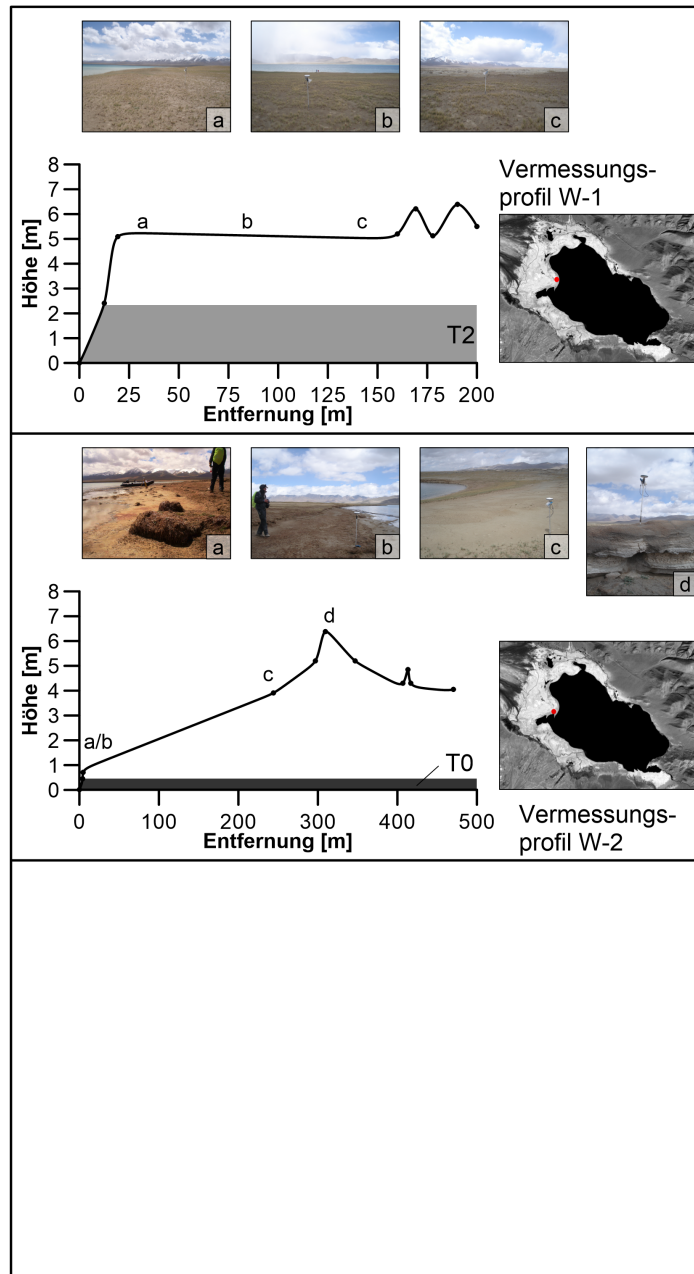 a
b
c
Vermessungs-
profil W-1
8
7
6
5
4
3
2
1
0
Höhe [m]
a
b
c
T2
0 25 50 75 100 125 150 175 200
Entfernung [m]
a
b
c
d
8
7
6
5
4
3
2
1
0
Höhe [m]
a/b
c
d
T0
0 100 200 300 400 500
Entfernung [m]
Vermessungs-
profil W-2